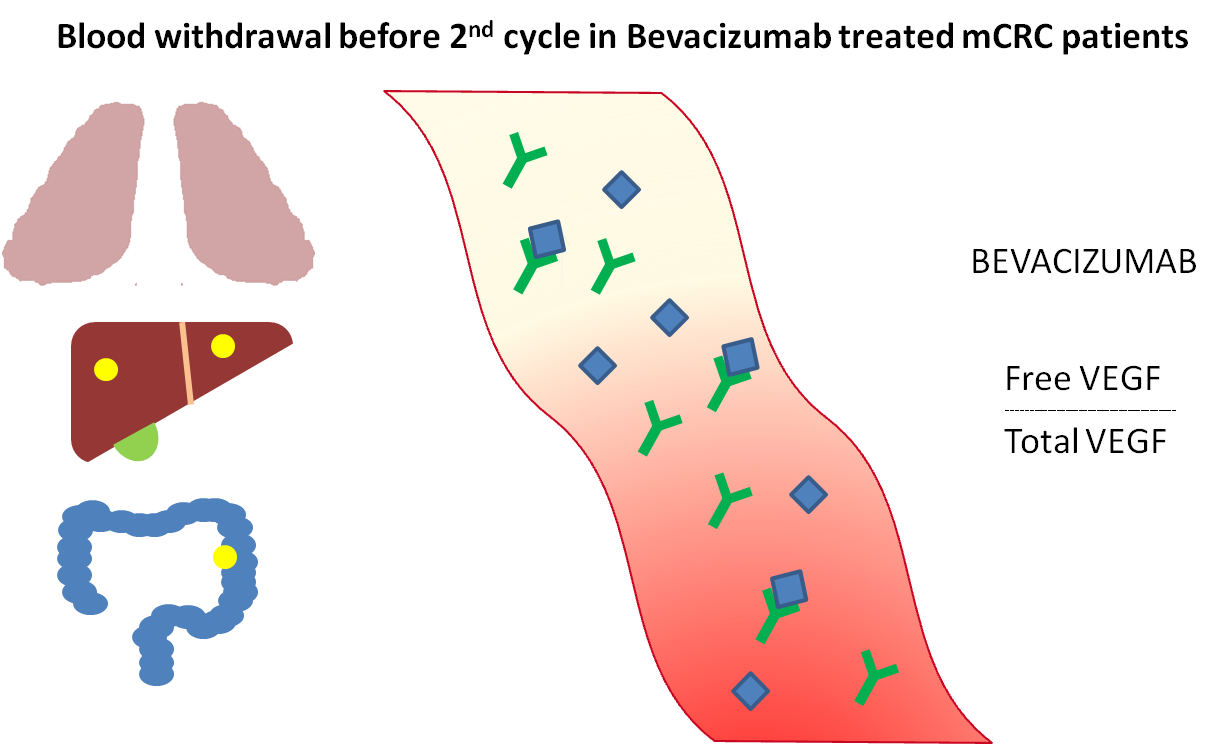 Blood withdrawal before 2nd cycle in Bevacizumab treated mCRC patients
BEVACIZUMAB
Free VEGF
Total VEGF